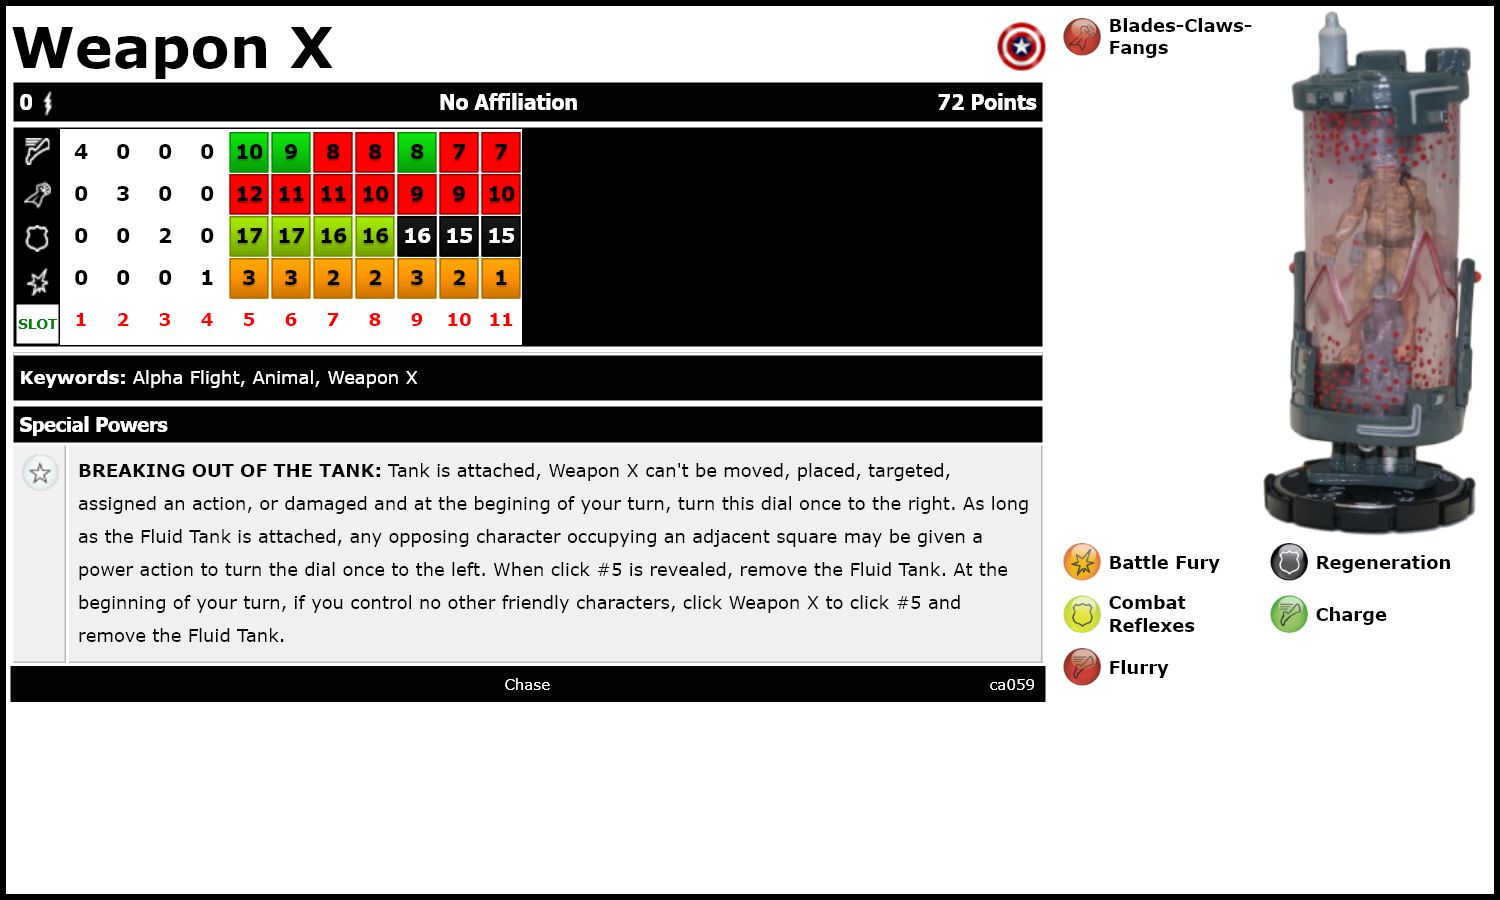 Weapon X
0 No Affiliation 72 Points
4 0 0 0 10 9 8 8 8 7 7
0 3 0 0 12 11 11 10 9 9 10
0 0 2 0 17 17 16 16 16 15 15
0 0 0 1 3 3 2 2 3 2 1
SLOT 1 2 3 4 5 6 7 8 9 10 11
Keywords: Alpha Flight, Animal, Weapon X
Special Powers
BREAKING OUT OF THE TANK: Tank is attached, Weapon X can't be moved, placed, targeted,
assigned an action, or damaged and at the begining of your turn, turn this dial once to the right. As long
as the Fluid Tank is attached, any opposing character occupying an adjacent square may be given a
power action to turn the dial once to the left. When click #5 is revealed, remove the Fluid Tank. At the
beginning of your turn, if you control no other friendly characters, click Weapon X to click #5 and
remove the Fluid Tank.
Chase ca059
Blades-Claws-
Fangs
Battle Fury
Regeneration
Combat
Reflexes
Charge
Flurry